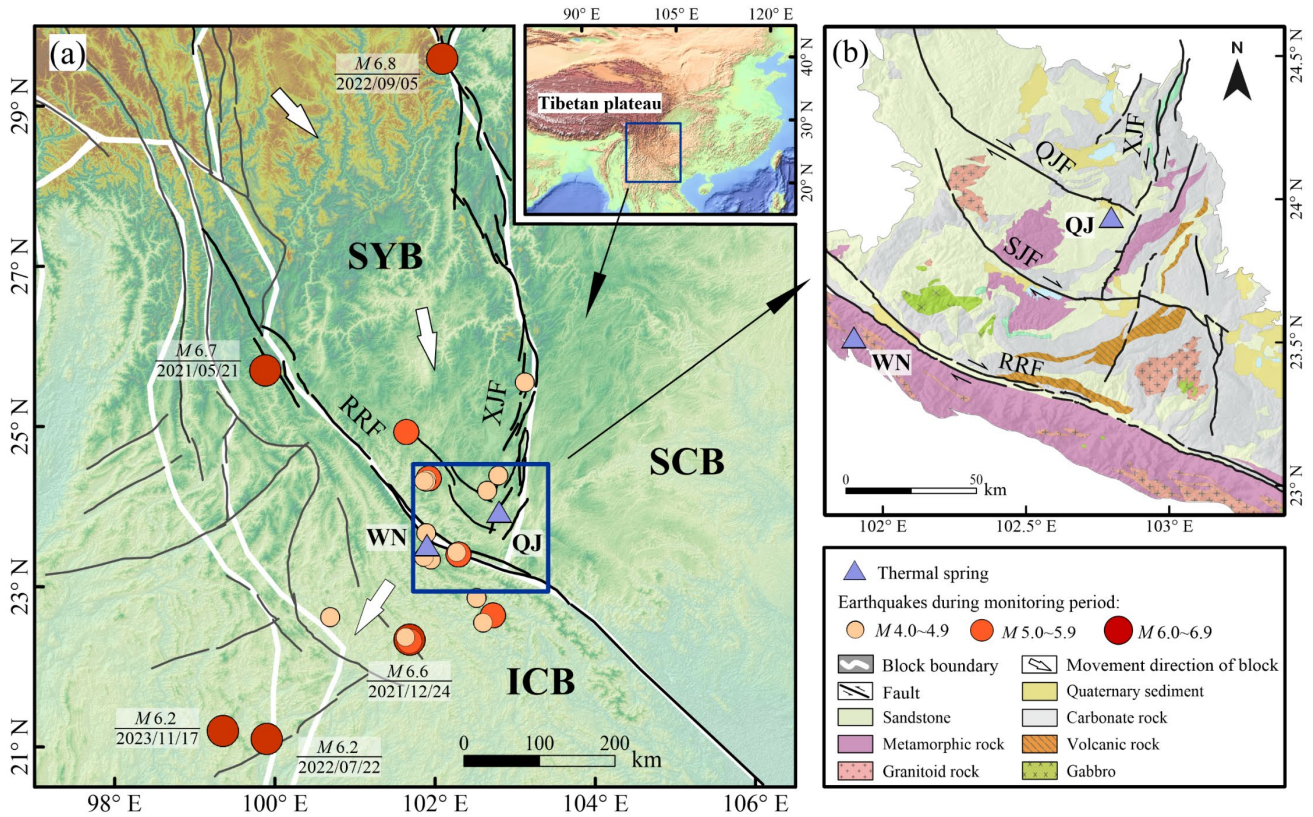 (a)
M 6.8
2022/09/05
SYB
M 6.7
2021/05/21
RRF
XJF
SCB
WN
QJ
M 6.6
2021/12/24
ICB
M 6.2
2023/11/17
M 6.2
2022/07/22
0 100 200
km
29° N
27° N
25° N
23° N
21° N
98° E 100° E 102° E 104° E 106° E
90° E 105° E 120° E
Tibetan plateau
40° N
30° N
20° N
(b)
N
XJF
QJF
QJ
SJF
WN
RRF
0 50
km
24.5° N
24° N
23.5° N
23° N
102° E 102.5° E 103° E
Thermal spring
Earthquakes during monitoring period:
M 4.0~4.9 M 5.0~5.9 M 6.0~6.9
Block boundary Movement direction of block
Fault Quaternary sediment
Sandstone Carbonate rock
Metamorphic rock Volcanic rock
Granitoid rock Gabbro